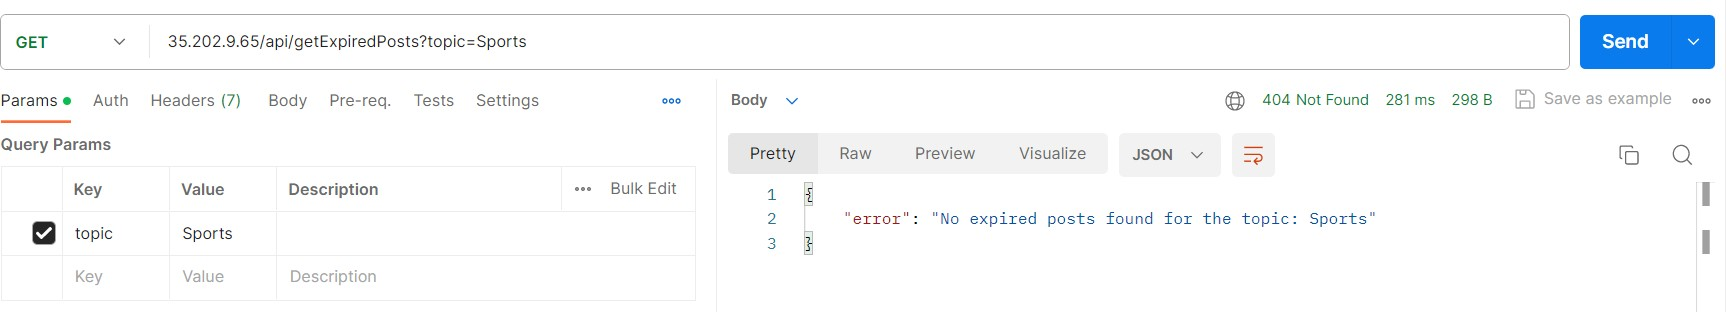 GET 35.202.9.65/api/getExpiredPosts?topic=Sports Send
Params Auth Headers (7) Body Pre-req. Tests Settings
Body 404 Not Found 281 ms 298 B Save as example
Query Params
Pretty Raw Preview Visualize JSON
Key Value Description Bulk Edit
topic Sports
Key Value Description
1 {
2 "error": "No expired posts found for the topic: Sports"
3 }